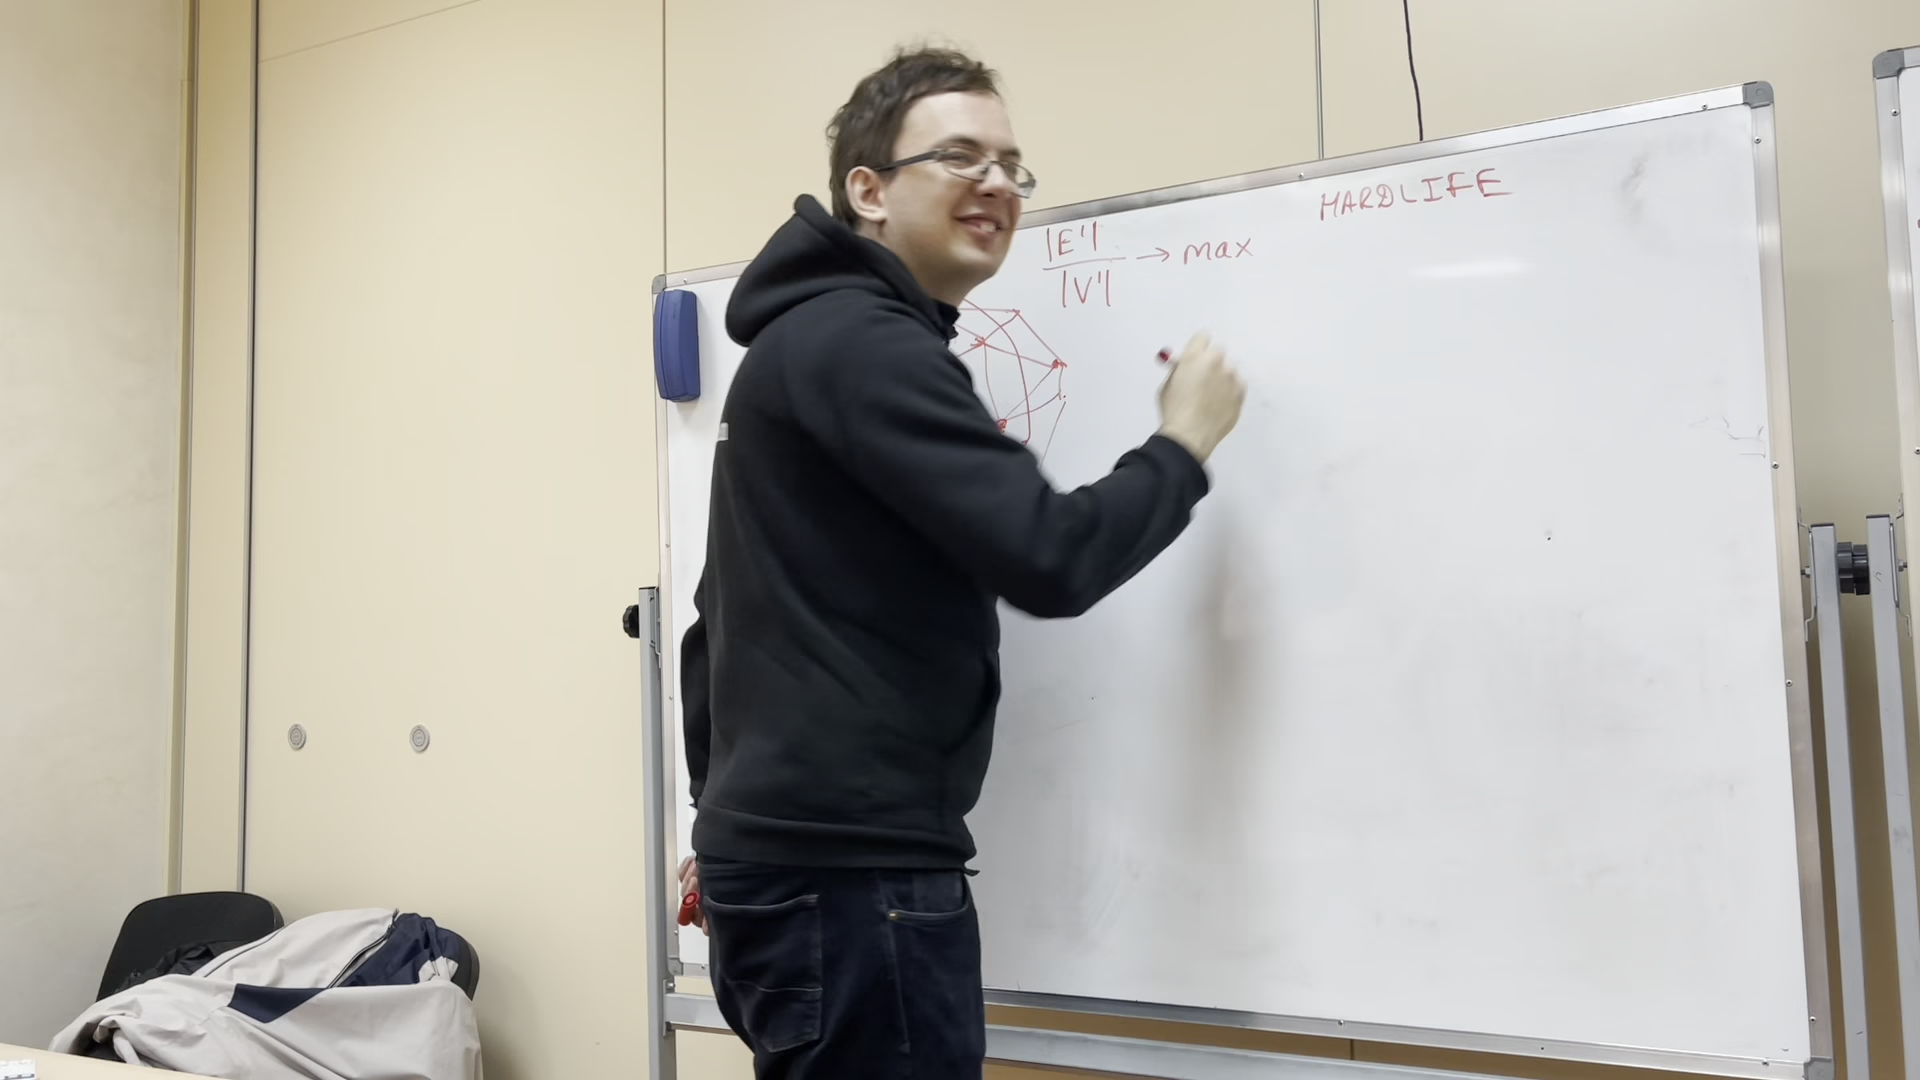 HARDLIFE
|E'|
―― → max
|V'|